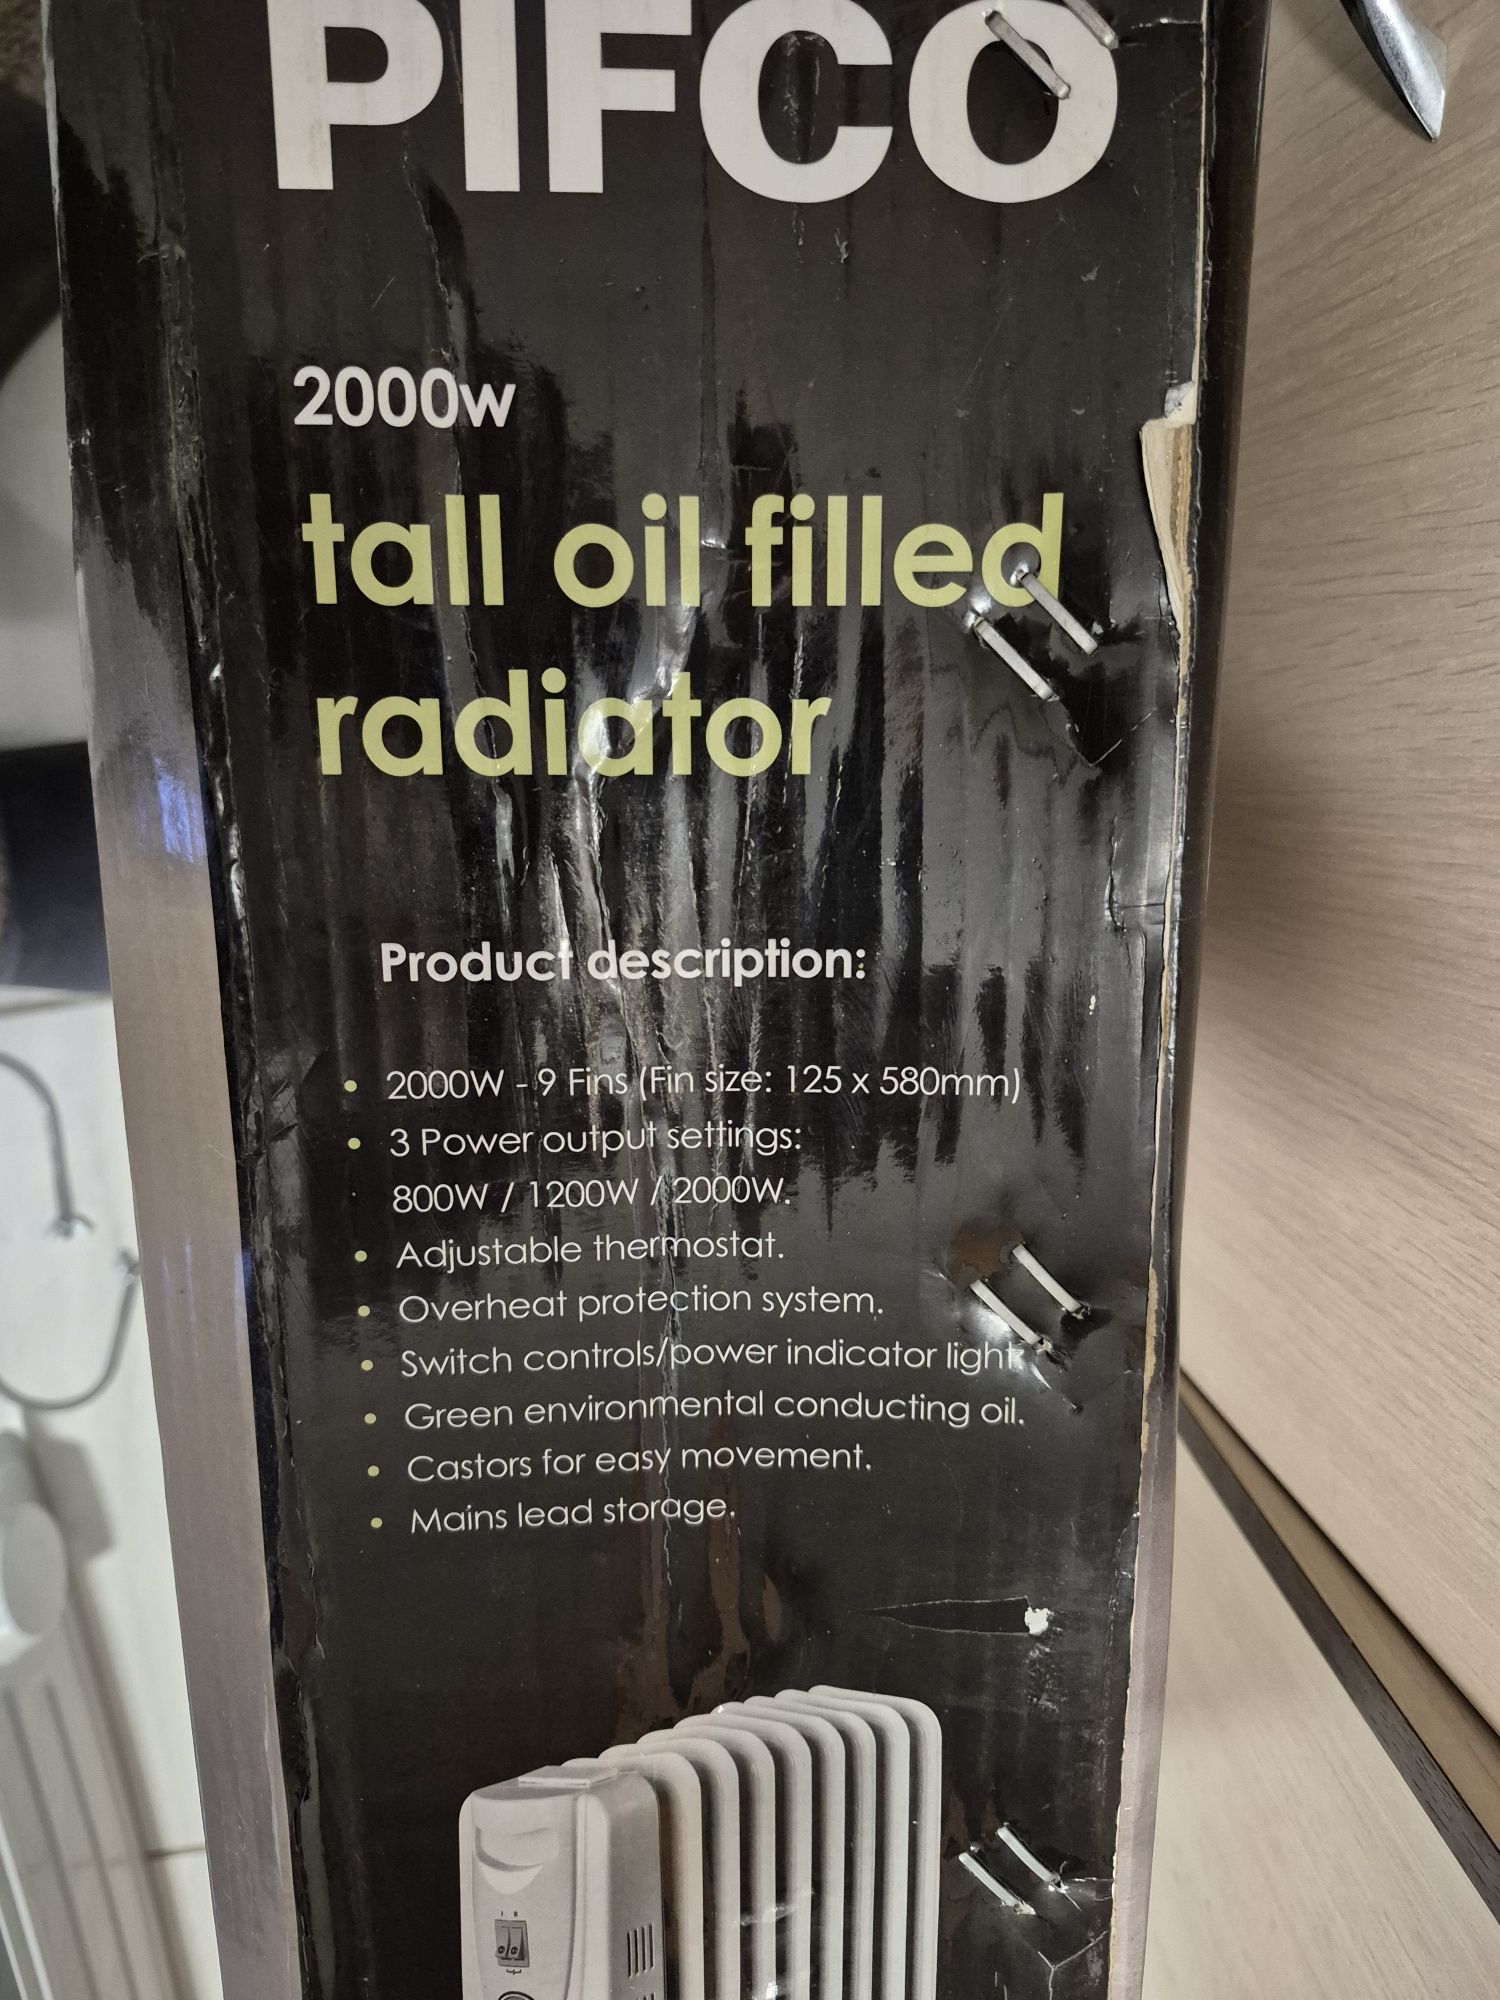 PIFCO
2000w
tall oil filled
radiator
Product description:
• 2000W - 9 Fins (Fin size: 125 x 580mm)
• 3 Power output settings:
800W / 1200W / 2000W.
• Adjustable thermostat.
• Overheat protection system.
• Switch controls/power indicator light.
• Green environmental conducting oil.
• Castors for easy movement.
• Mains lead storage.